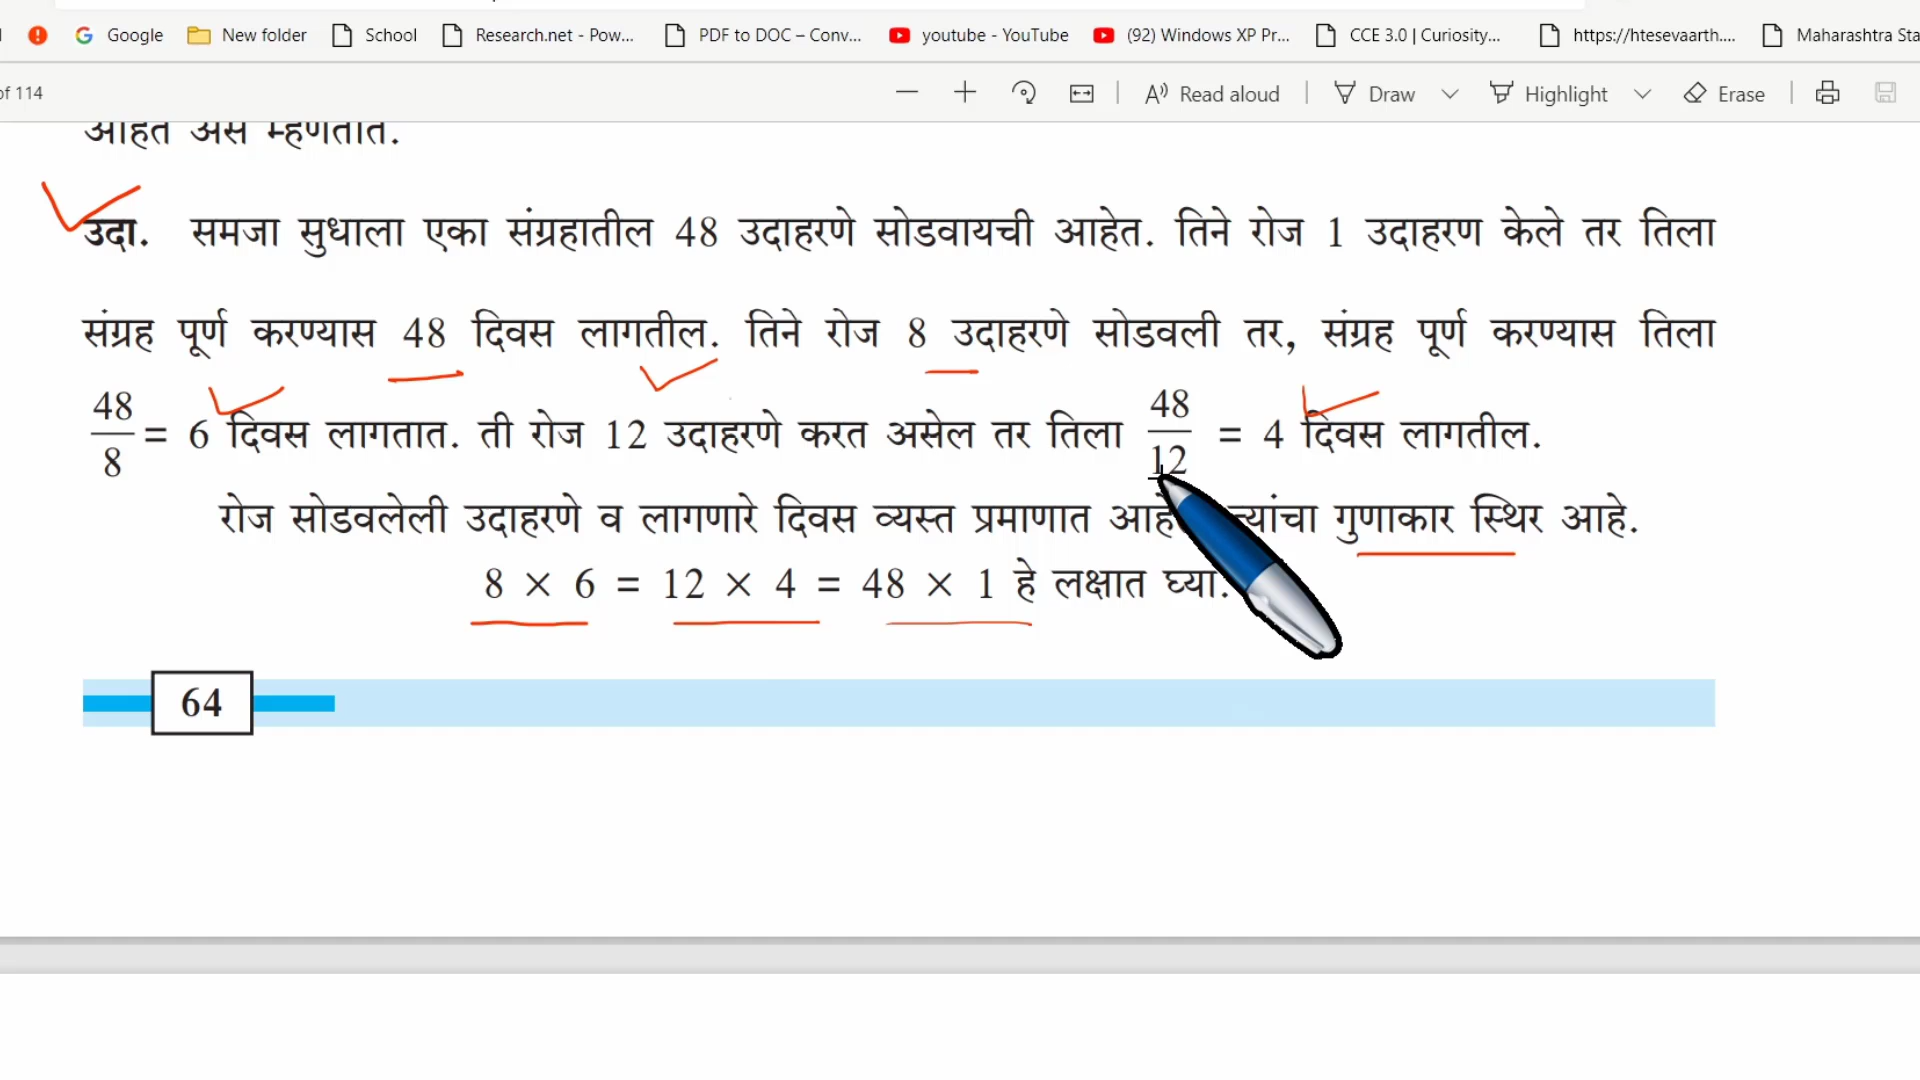 Google New folder School Research.net - Pow... PDF to DOC – Conv... youtube - YouTube (92) Windows XP Pr... CCE 3.0 | Curiosity... https://htesevaarth.... Maharashtra Sta
of 114 Read aloud Draw Highlight Erase
आहेत असे म्हणतात.
उदा. समजा सुधाला एका संग्रहातील 48 उदाहरणे सोडवायची आहेत. तिने रोज 1 उदाहरण केले तर तिला
संग्रह पूर्ण करण्यास 48 दिवस लागतील. तिने रोज 8 उदाहरणे सोडवली तर, संग्रह पूर्ण करण्यास तिला
48/8 = 6 दिवस लागतात. ती रोज 12 उदाहरणे करत असेल तर तिला 48/12 = 4 दिवस लागतील.
रोज सोडवलेली उदाहरणे व लागणारे दिवस व्यस्त प्रमाणात गुणाकार स्थिर आहे.
8 × 6 = 12 × 4 = 48 × 1 हे लक्षात घ्या.
64